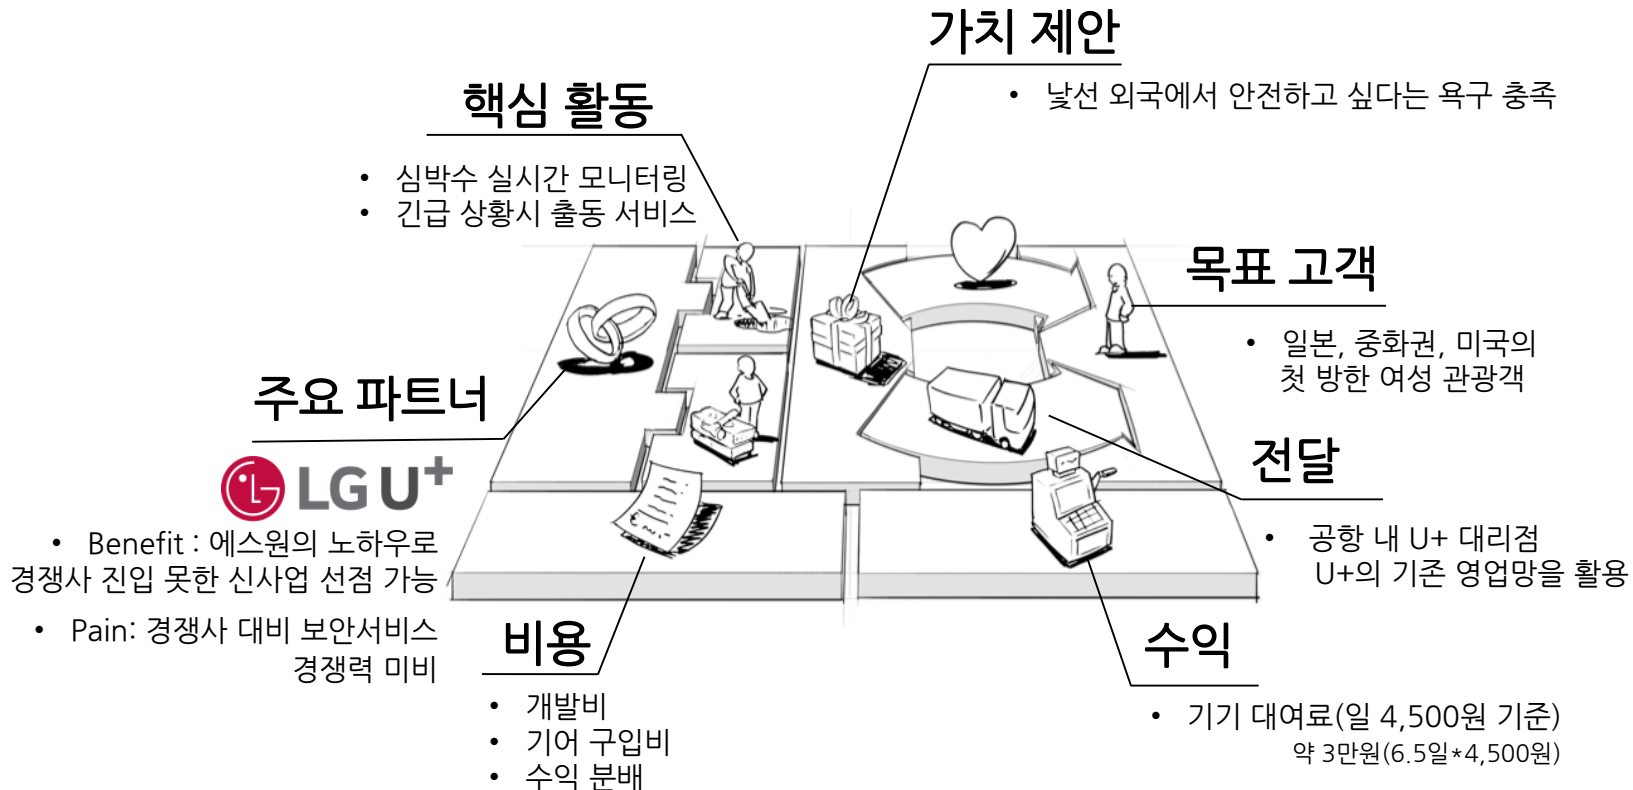 가치 제안
• 낯선 외국에서 안전하고 싶다는 욕구 충족
핵심 활동
• 심박수 실시간 모니터링
• 긴급 상황시 출동 서비스
목표 고객
• 일본, 중화권, 미국의
첫 방한 여성 관광객
주요 파트너
LG U+
• Benefit : 에스원의 노하우로
경쟁사 진입 못한 신사업 선점 가능
• Pain: 경쟁사 대비 보안서비스
경쟁력 미비
전달
• 공항 내 U+ 대리점
U+의 기존 영업망을 활용
비용
• 개발비
• 기어 구입비
• 수익 분배
수익
• 기기 대여료(일 4,500원 기준)
약 3만원(6.5일*4,500원)